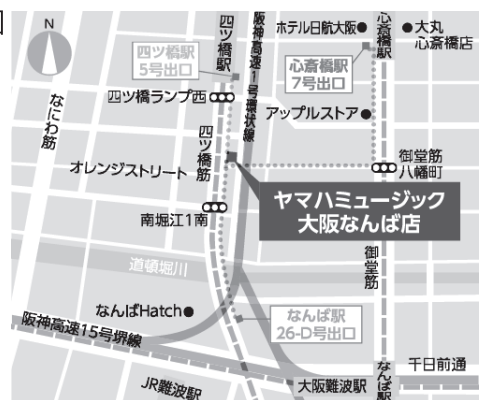 N
四ツ橋駅
阪神高速1号環状線
ホテル日航大阪●
心斎橋駅
●大丸
心斎橋店
四ツ橋駅
5号出口
心斎橋駅
7号出口
なにわ筋
四ツ橋ランプ西
アップルストア●
四ツ橋筋
オレンジストリート
御堂筋
八幡町
ヤマハミュージック
大阪なんば店
南堀江1南
御堂筋
道頓堀川
なんばHatch●
なんば駅
26-D号出口
阪神高速15号堺線
千日前通
なんば駅
JR難波駅
大阪難波駅